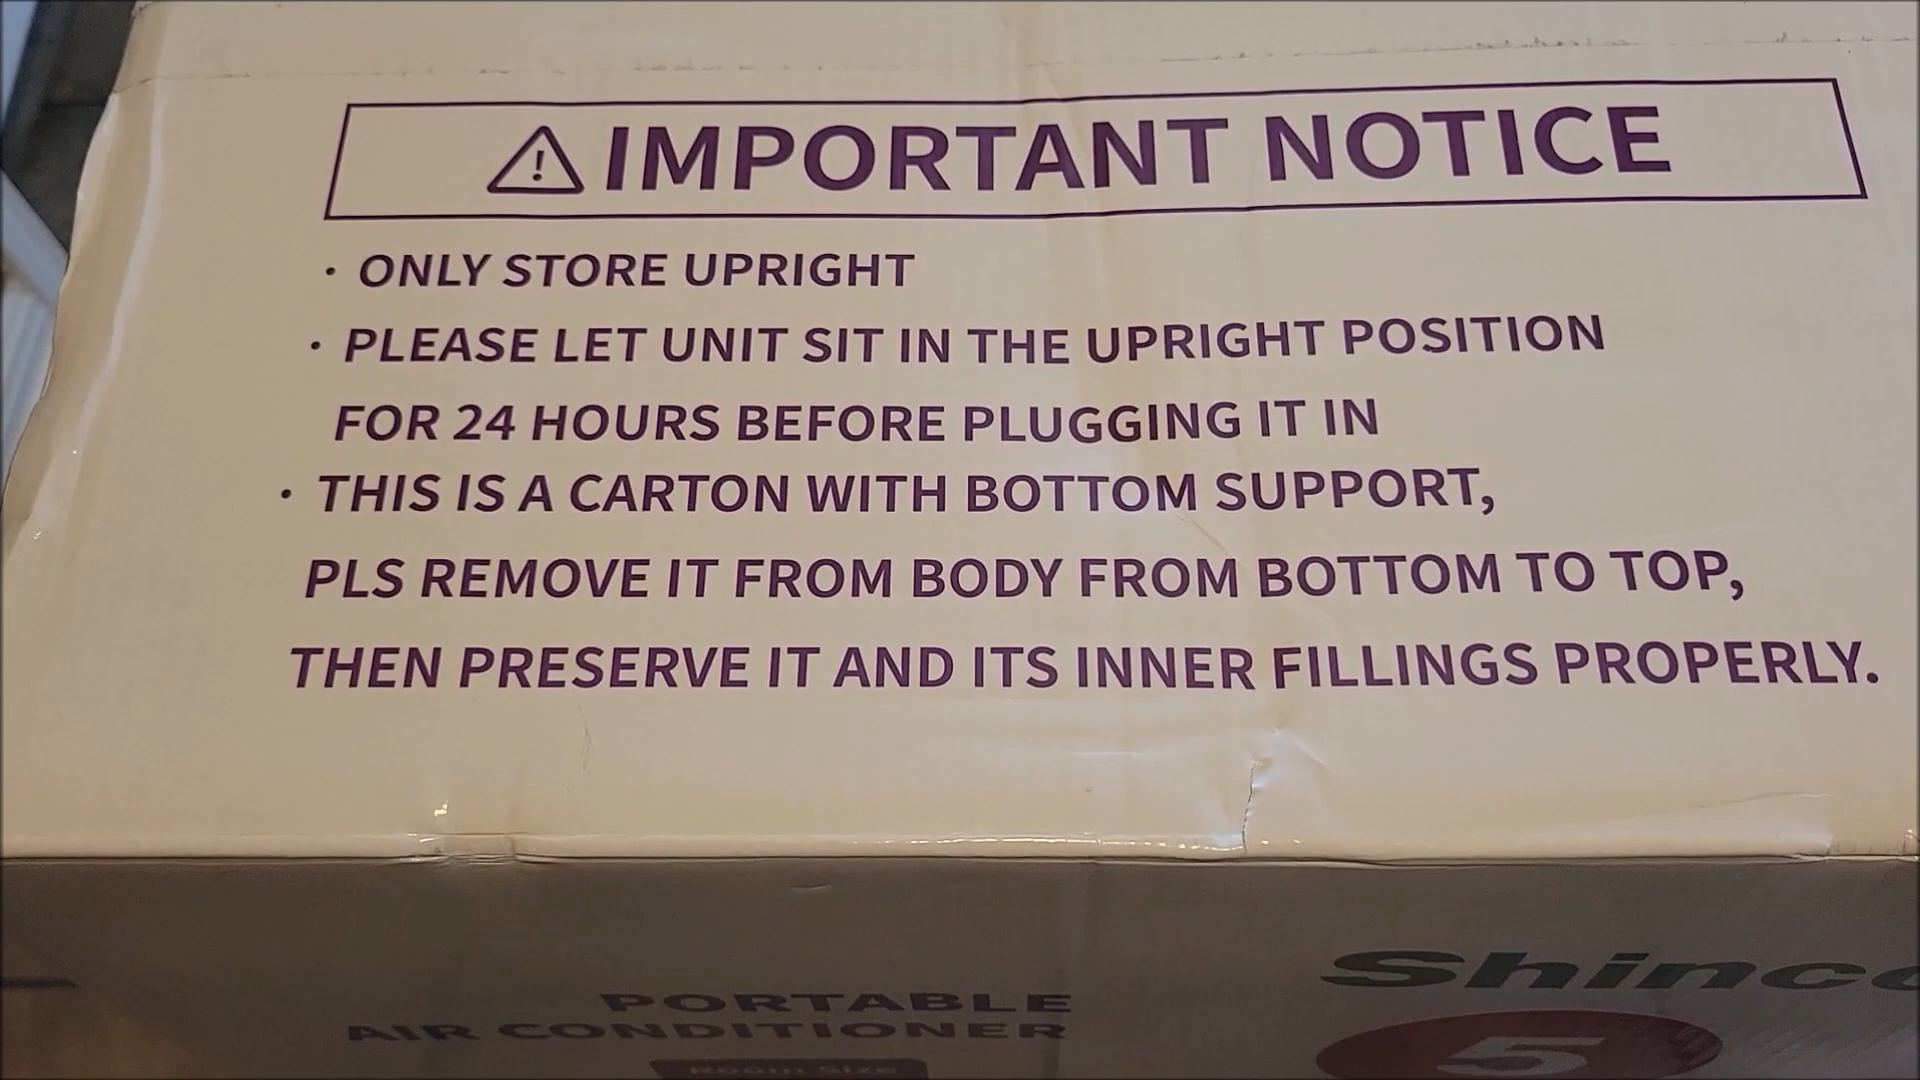 IMPORTANT NOTICE
· ONLY STORE UPRIGHT
· PLEASE LET UNIT SIT IN THE UPRIGHT POSITION
FOR 24 HOURS BEFORE PLUGGING IT IN
· THIS IS A CARTON WITH BOTTOM SUPPORT,
PLS REMOVE IT FROM BODY FROM BOTTOM TO TOP,
THEN PRESERVE IT AND ITS INNER FILLINGS PROPERLY.
Shinco
PORTABLE
AIR CONDITIONER
5
Room Size